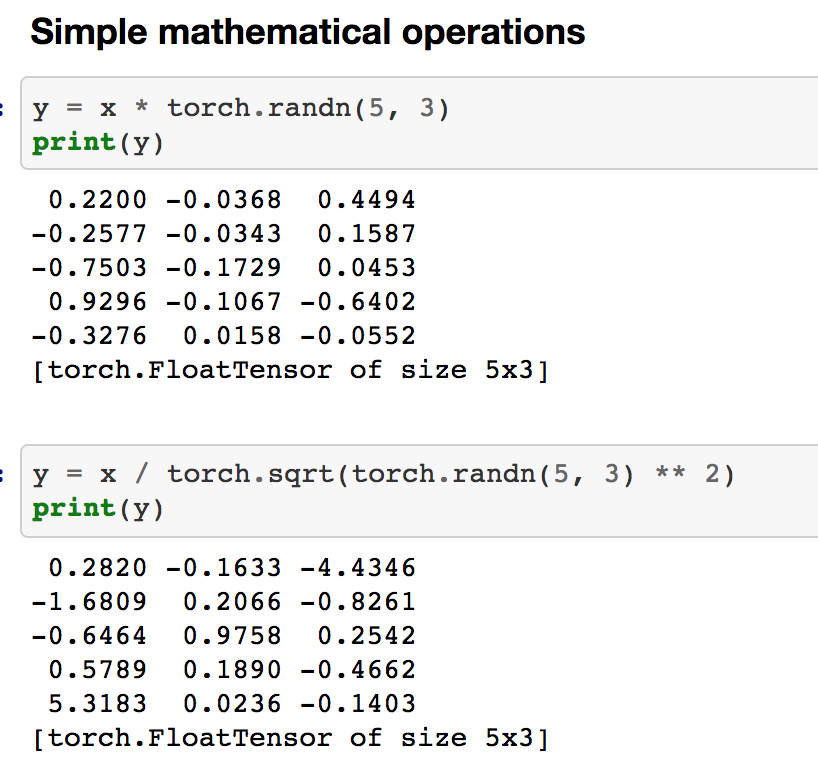 Simple mathematical operations
: y = x * torch.randn(5, 3)
print(y)
0.2200 -0.0368 0.4494
-0.2577 -0.0343 0.1587
-0.7503 -0.1729 0.0453
0.9296 -0.1067 -0.6402
-0.3276 0.0158 -0.0552
[torch.FloatTensor of size 5x3]
: y = x / torch.sqrt(torch.randn(5, 3) ** 2)
print(y)
0.2820 -0.1633 -4.4346
-1.6809 0.2066 -0.8261
-0.6464 0.9758 0.2542
0.5789 0.1890 -0.4662
5.3183 0.0236 -0.1403
[torch.FloatTensor of size 5x3]